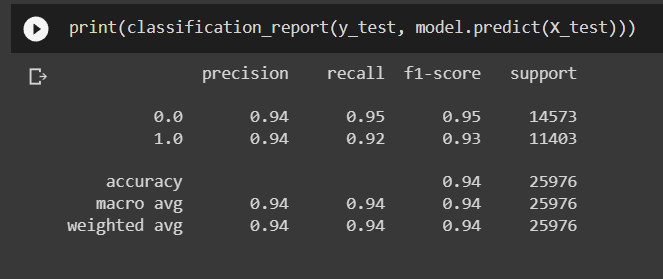 print(classification_report(y_test, model.predict(X_test)))
precision recall f1-score support
0.0 0.94 0.95 0.95 14573
1.0 0.94 0.92 0.93 11403
accuracy 0.94 25976
macro avg 0.94 0.94 0.94 25976
weighted avg 0.94 0.94 0.94 25976